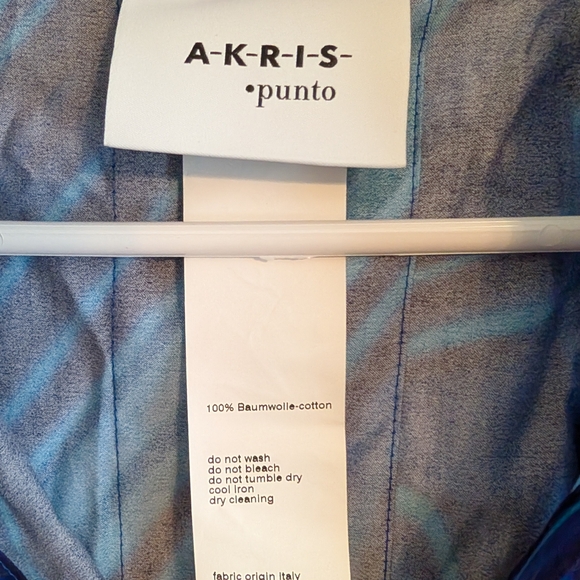 A-K-R-I-S-
•punto
100% Baumwolle-cotton
do not wash
do not bleach
do not tumble dry
cool iron
dry cleaning
fabric origin italy